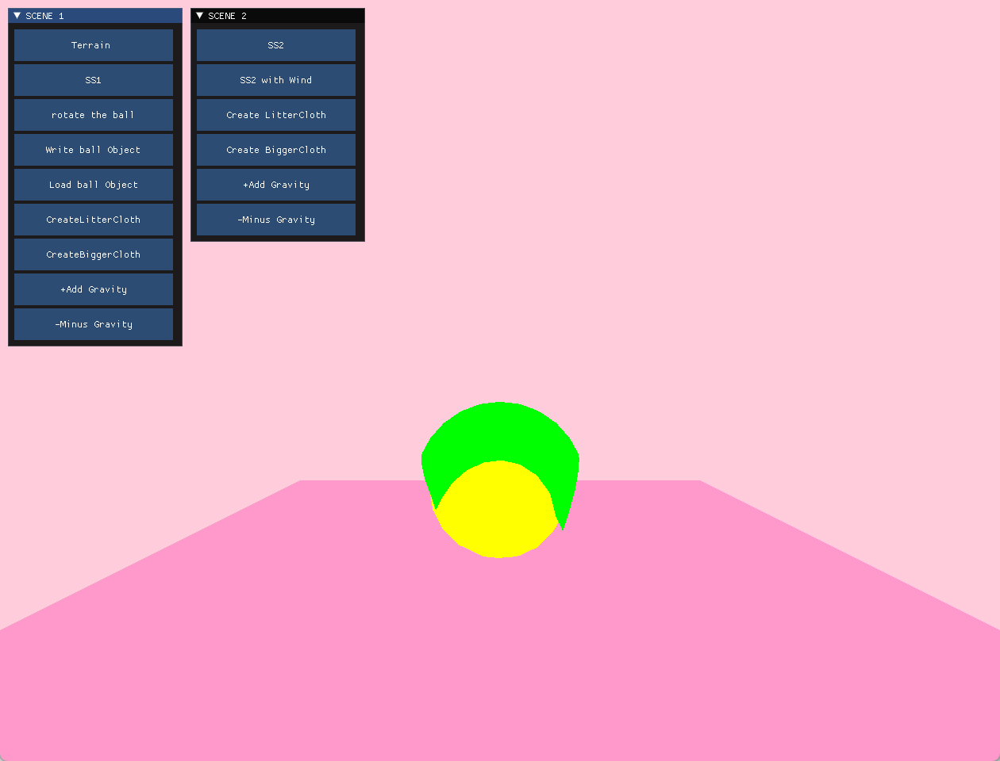 SCENE 1
Terrain
SS1
rotate the ball
Write ball Object
Load ball Object
CreateLitterCloth
CreateBiggerCloth
+Add Gravity
-Minus Gravity
SCENE 2
SS2
SS2 with Wind
Create LitterCloth
Create BiggerCloth
+Add Gravity
-Minus Gravity